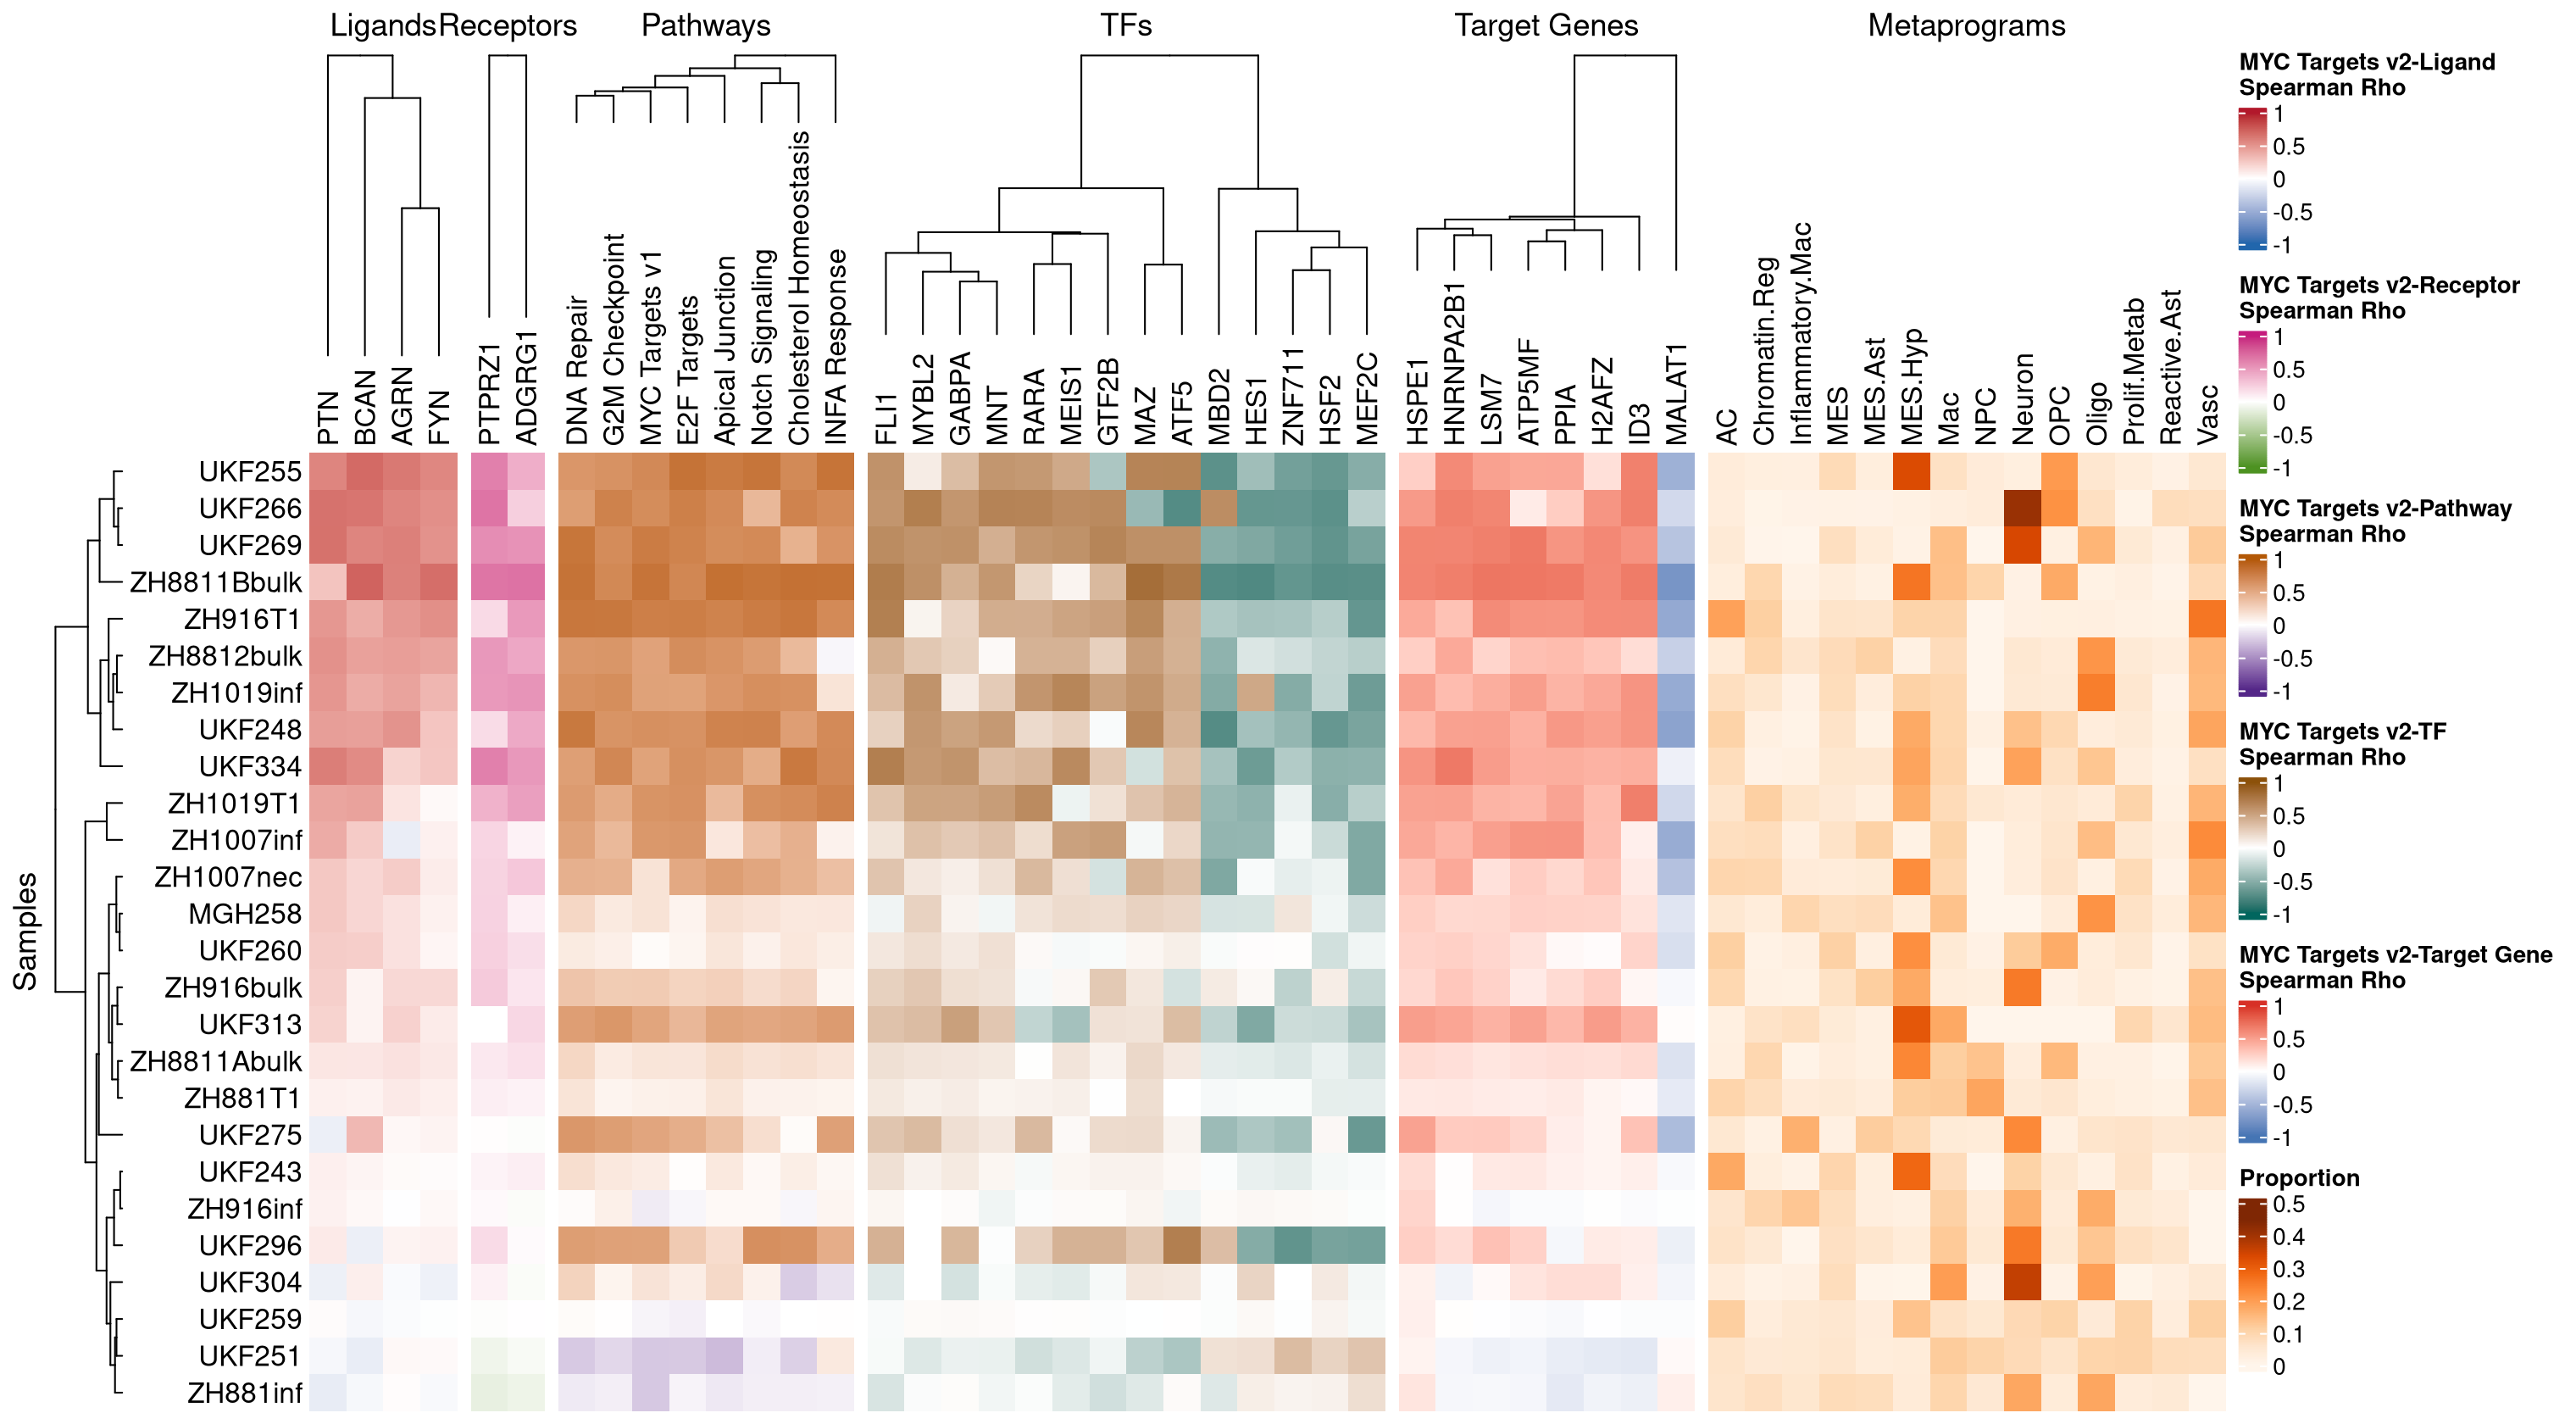 Ligands
Receptors
Pathways
TFs
Target Genes
Metaprograms
PTN
BCAN
AGRN
FYN
PTPRZ1
ADGRG1
DNA Repair
G2M Checkpoint
MYC Targets v1
E2F Targets
Apical Junction
Notch Signaling
Cholesterol Homeostasis
INFA Response
FLI1
MYBL2
GABPA
MNT
RARA
MEIS1
GTF2B
MAZ
ATF5
MBD2
HES1
ZNF711
HSF2
MEF2C
HSPE1
HNRNPA2B1
LSM7
ATP5MF
PPIA
H2AFZ
ID3
MALAT1
AC
Chromatin.Reg
Inflammatory.Mac
MES
MES.Ast
MES.Hyp
Mac
NPC
Neuron
OPC
Oligo
Prolif.Metab
Reactive.Ast
Vasc
Samples
UKF255
UKF266
UKF269
ZH8811Bbulk
ZH916T1
ZH8812bulk
ZH1019inf
UKF248
UKF334
ZH1019T1
ZH1007inf
ZH1007nec
MGH258
UKF260
ZH916bulk
UKF313
ZH8811Abulk
ZH881T1
UKF275
UKF243
ZH916inf
UKF296
UKF304
UKF259
UKF251
ZH881inf
MYC Targets v2-Ligand
Spearman Rho
1
0.5
0
-0.5
-1
MYC Targets v2-Receptor
Spearman Rho
1
0.5
0
-0.5
-1
MYC Targets v2-Pathway
Spearman Rho
1
0.5
0
-0.5
-1
MYC Targets v2-TF
Spearman Rho
1
0.5
0
-0.5
-1
MYC Targets v2-Target Gene
Spearman Rho
1
0.5
0
-0.5
-1
Proportion
0.5
0.4
0.3
0.2
0.1
0